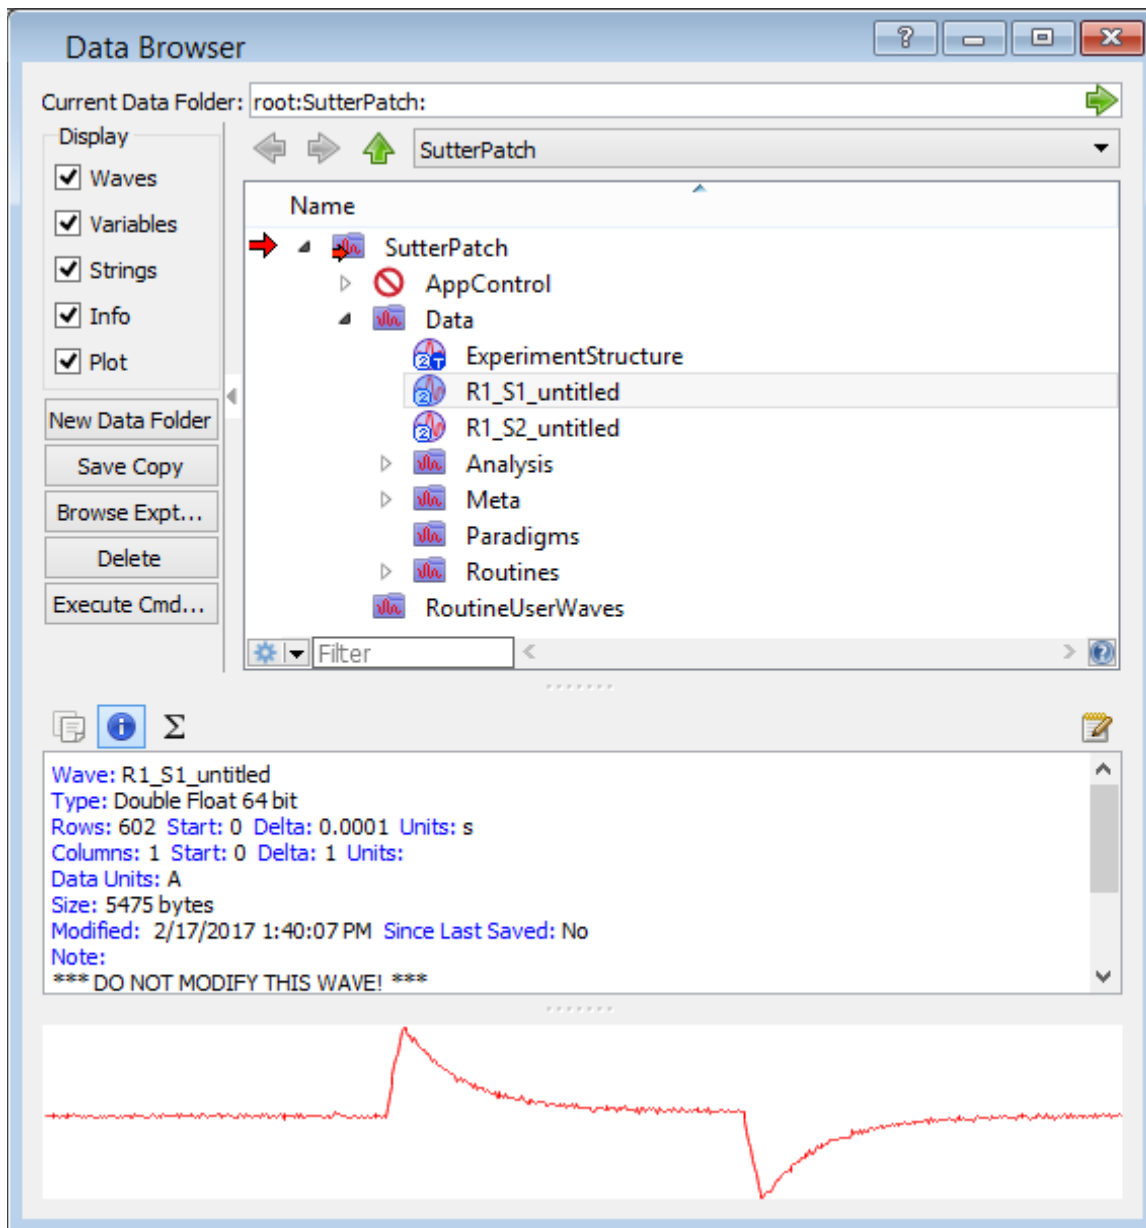 Data Browser
Current Data Folder: root:SutterPatch:
Display
Waves
Variables
Strings
Info
Plot
New Data Folder
Save Copy
Browse Expt...
Delete
Execute Cmd...
SutterPatch
Name
SutterPatch
AppControl
Data
ExperimentStructure
R1_S1_untitled
R1_S2_untitled
Analysis
Meta
Paradigms
Routines
RoutineUserWaves
Filter
Σ
Wave: R1_S1_untitled
Type: Double Float 64 bit
Rows: 602 Start: 0 Delta: 0.0001 Units: s
Columns: 1 Start: 0 Delta: 1 Units:
Data Units: A
Size: 5475 bytes
Modified: 2/17/2017 1:40:07 PM Since Last Saved: No
Note:
*** DO NOT MODIFY THIS WAVE! ***